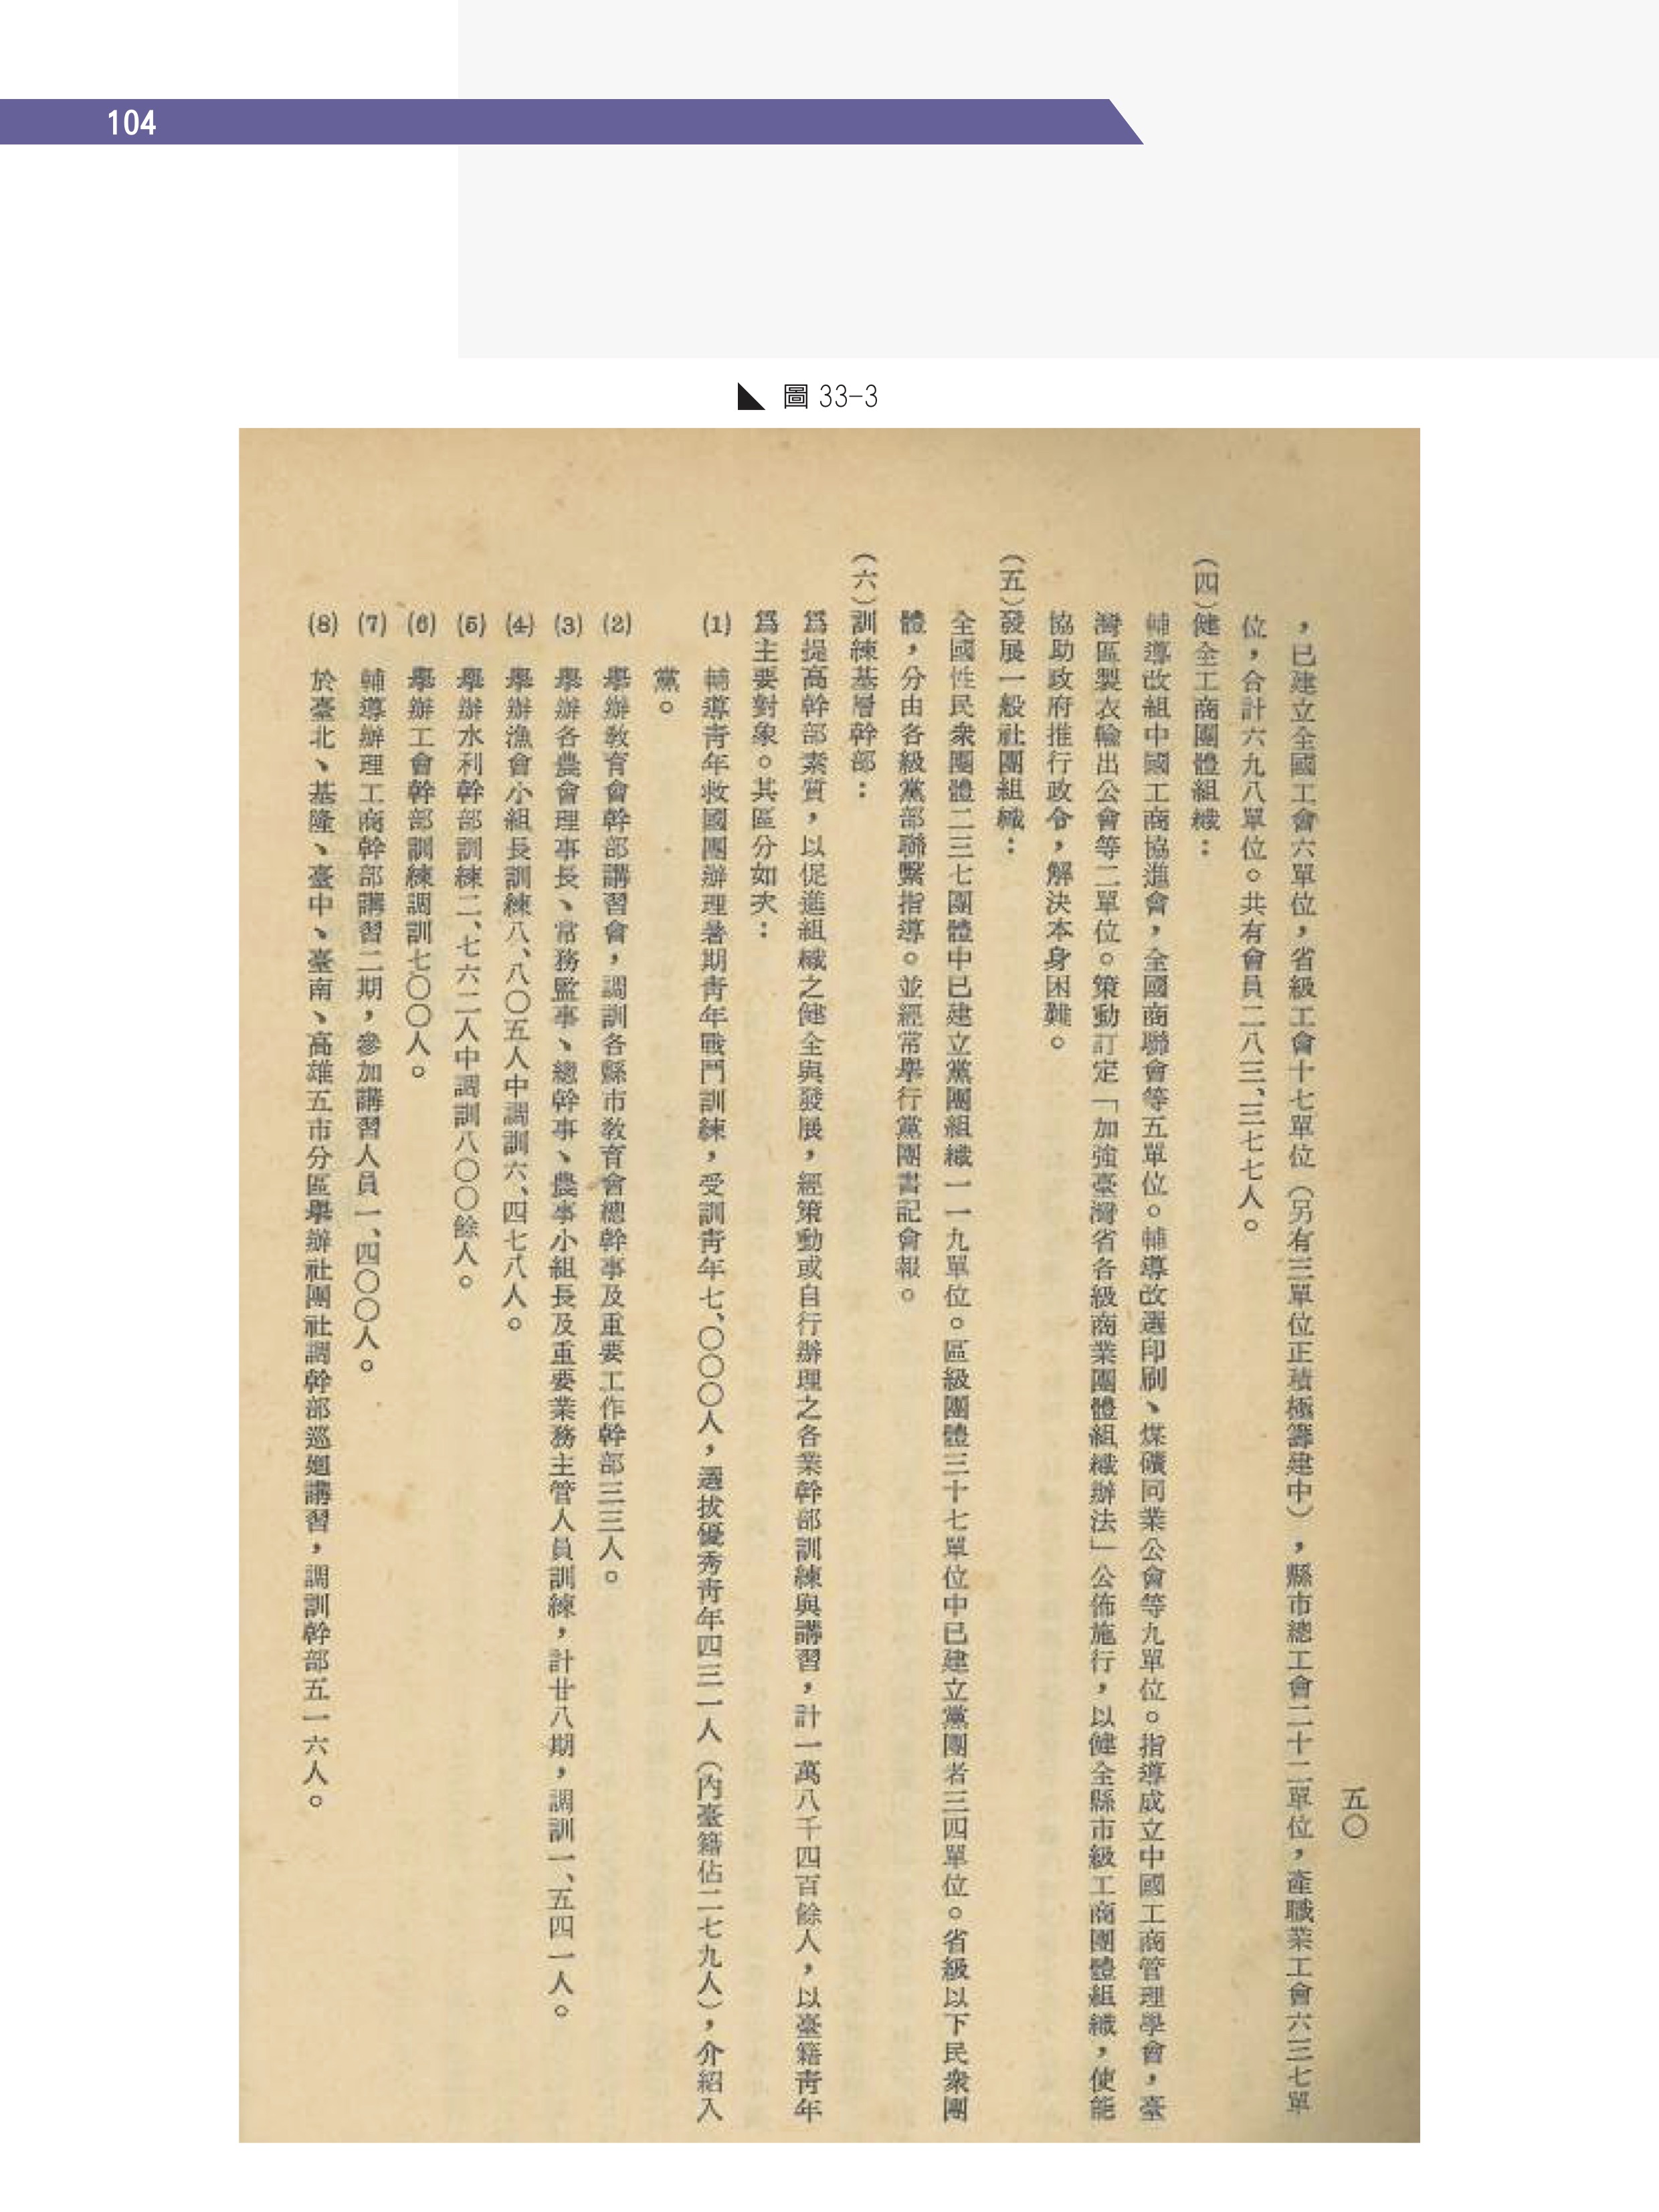 104
圖 33-3
五〇
，已建立全國工會六單位，省級工會十七單位（另有三單位正積極籌建中），縣市總工會二十二單位，產職業工會六三七單
位，合計六九八單位。共有會員二八三、三七七人。
（四）健全工商團體組織：
輔導改組中國工商協進會，全國商聯會等五單位。輔導改選印刷、煤礦同業公會等九單位。指導成立中國工商管理學會，臺
灣區製衣輸出公會等二單位。策動訂定「加強臺灣省各級商業團體組織辦法」公佈施行，以健全縣市級工商團體組織，使能
協助政府推行政令，解決本身困難。
（五）發展一般社團組織：
全國性民衆團體二三七團體中已建立黨團組織一一九單位。區級團體三十七單位中已建立黨團者三四單位。省級以下民衆團
體，分由各級黨部聯繫指導。並經常舉行黨團書記會報。
（六）訓練基層幹部：
爲提高幹部素質，以促進組織之健全與發展，經策動或自行辦理之各業幹部訓練與講習，計一萬八千四百餘人，以臺籍靑年
爲主要對象。其區分如次：
(1) 輔導靑年救國團辦理暑期靑年戰鬥訓練，受訓靑年七、〇〇〇人，選拔優秀靑年四三一人（內臺籍佔二七九人），介紹入
黨。
(2) 舉辦敎育會幹部講習會，調訓各縣市敎育會總幹事及重要工作幹部三三人。
(3) 舉辦各農會理事長、常務監事、總幹事、農事小組長及重要業務主管人員訓練，計廿八期，調訓一、五四一人。
(4) 舉辦漁會小組長訓練八、八〇五人中調訓六、四七八人。
(5) 舉辦水利幹部訓練二、七六二人中調訓八〇〇餘人。
(6) 舉辦工會幹部訓練調訓七〇〇人。
(7) 輔導辦理工商幹部講習二期，參加講習人員一、四〇〇人。
(8) 於臺北、基隆、臺中、臺南、高雄五市分區舉辦社團社調幹部巡廻講習，調訓幹部五一六人。